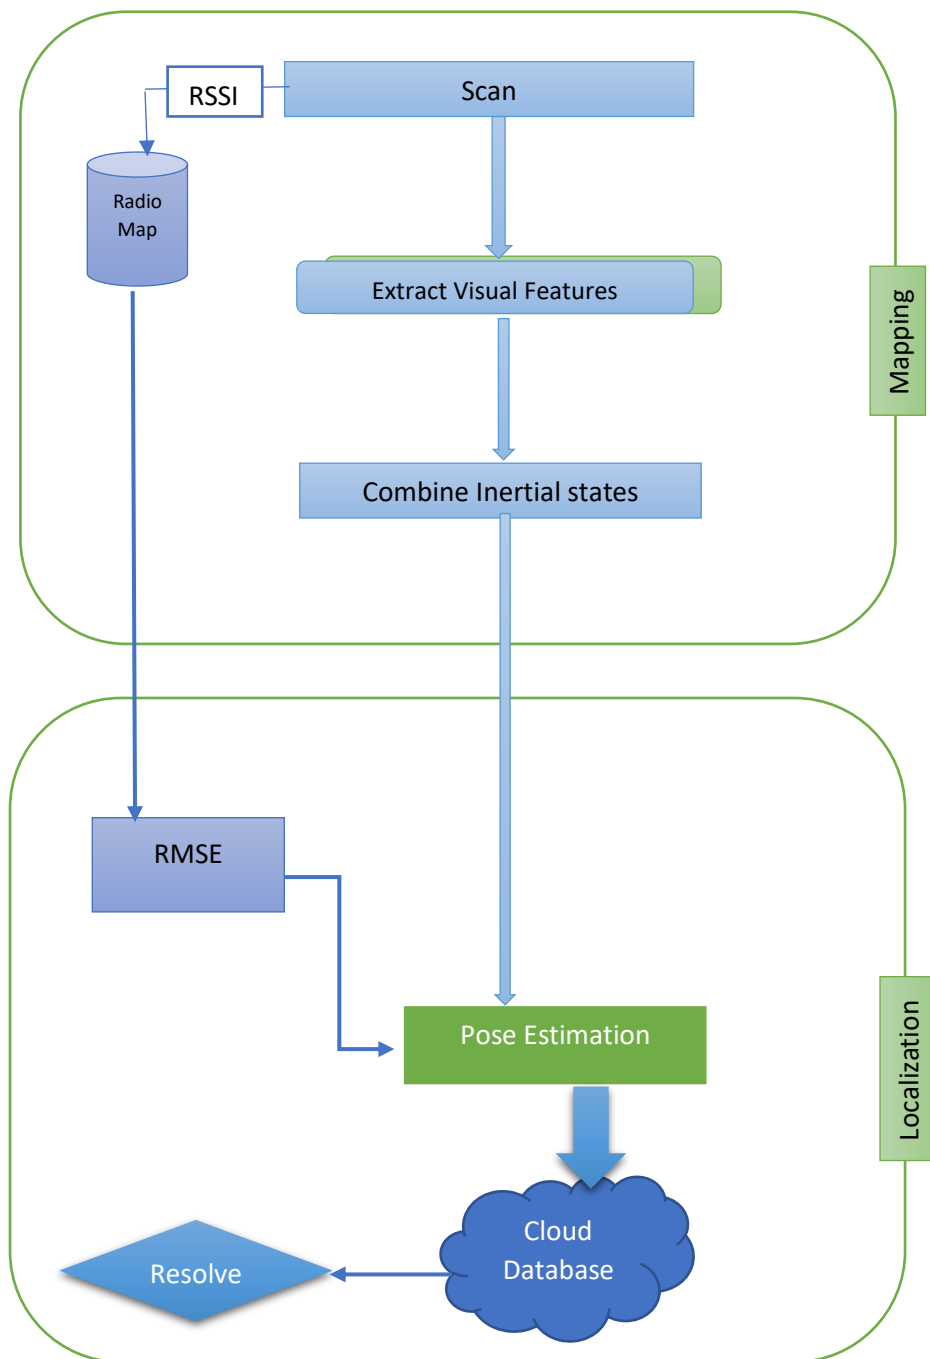 RSSI
Scan
Radio
Map
Extract Visual Features
Mapping
Combine Inertial states
RMSE
Pose Estimation
Localization
Cloud
Database
Resolve